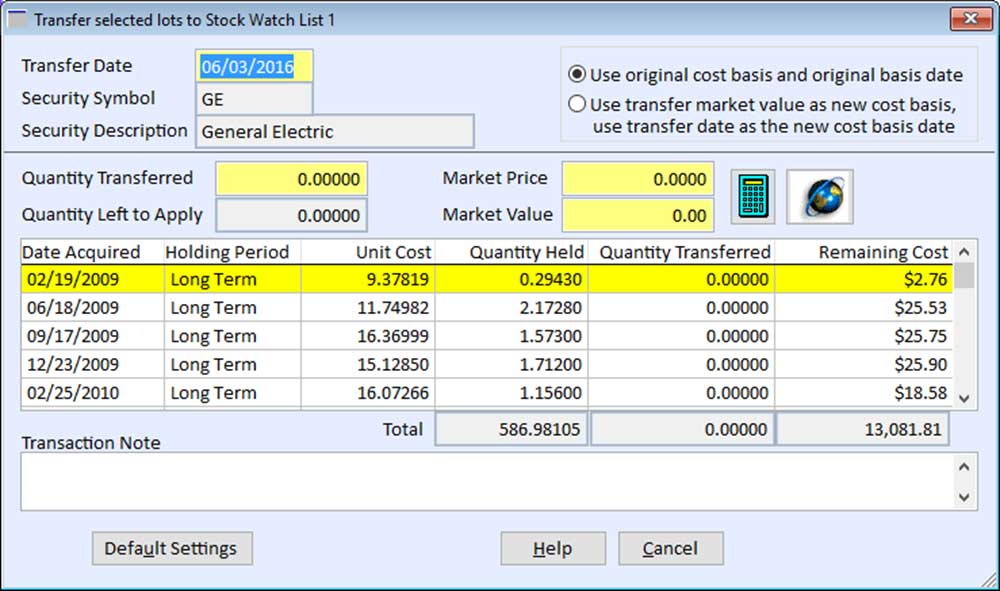 Transfer selected lots to Stock Watch List 1
Transfer Date 06/03/2016
Security Symbol GE
Security Description General Electric
Use original cost basis and original basis date
Use transfer market value as new cost basis,
use transfer date as the new cost basis date
Quantity Transferred 0.00000 Market Price 0.0000
Quantity Left to Apply 0.00000 Market Value 0.00
Date Acquired Holding Period Unit Cost Quantity Held Quantity Transferred Remaining Cost
02/19/2009 Long Term 9.37819 0.29430 0.00000 $2.76
06/18/2009 Long Term 11.74982 2.17280 0.00000 $25.53
09/17/2009 Long Term 16.36999 1.57300 0.00000 $25.75
12/23/2009 Long Term 15.12850 1.71200 0.00000 $25.90
02/25/2010 Long Term 16.07266 1.15600 0.00000 $18.58
Total 586.98105 0.00000 13,081.81
Transaction Note
Default Settings Help Cancel